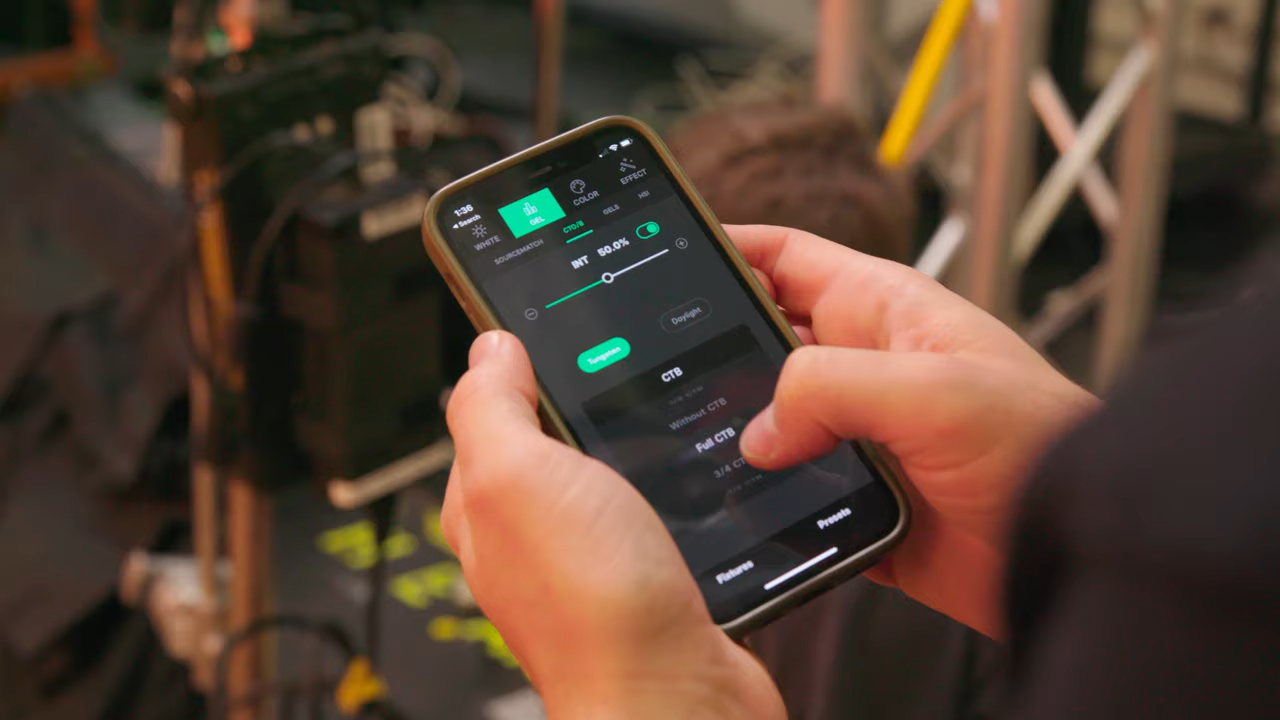 1:36
◀ Search
WHITE
GEL
COLOR
EFFECT
SOURCEMATCH
CTO/B
GELS
HSI
INT 50.0%
Tungsten
Daylight
CTB
Without CTB
Full CTB
Fixtures
Presets